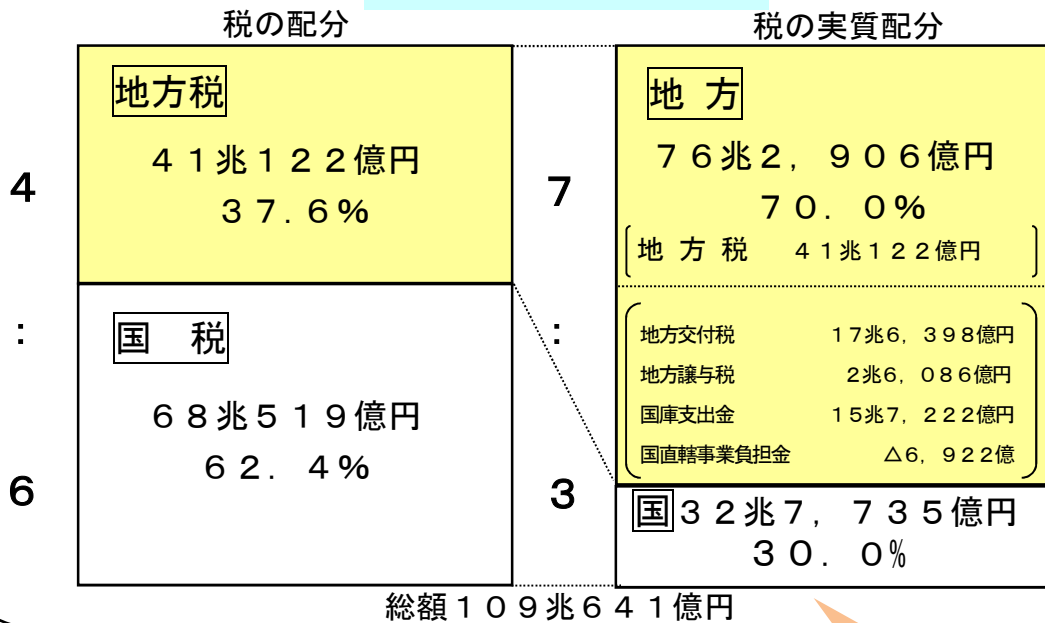 税の配分
地方税
４１兆１２２億円
３７.６%
4
:
6
国　税
６８兆５１９億円
６２．４%
税の実質配分
地 方
７６兆２，９０６億円
７０．０%
地 方 税　４１兆１２２億円
7
:
3
地方交付税　１７兆６，３９８億円
地方譲与税　２兆６，０８６億円
国庫支出金　１５兆７，２２２億円
国直轄事業負担金　△６，９２２億
国３２兆７，７３５億円
３０．０％
総額１０９兆６４１億円